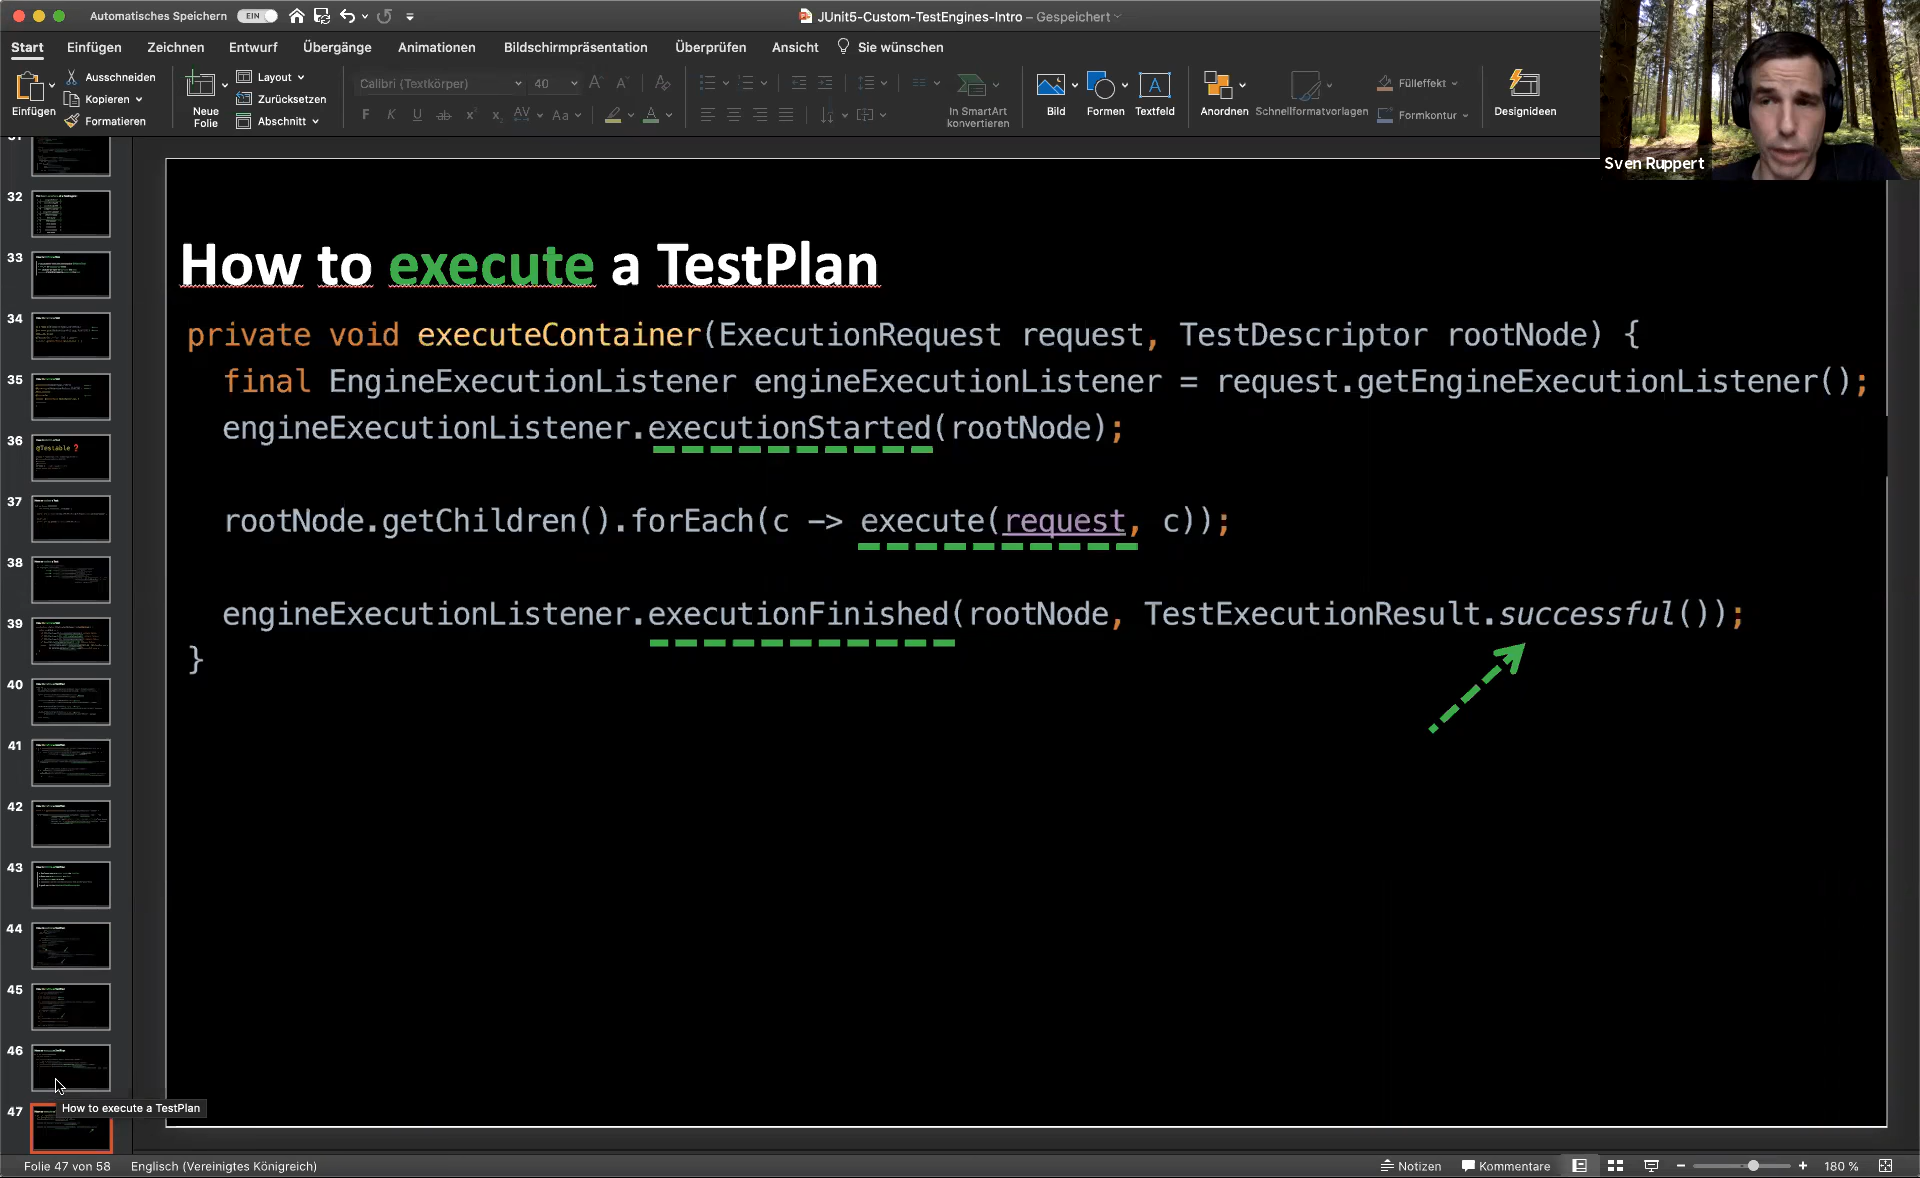 Automatisches Speichern EIN
JUnit5-Custom-TestEngines-Intro – Gespeichert
Start Einfügen Zeichnen Entwurf Übergänge Animationen Bildschirmpräsentation Überprüfen Ansicht Sie wünschen
Einfügen
Ausschneiden
Kopieren
Formatieren
Neue
Folie
Layout
Zurücksetzen
Abschnitt
Calibri (Textkörper) 40
F K U ab x x AV Aa A
In SmartArt
konvertieren
Bild
Formen
Textfeld
Anordnen
Schnellformatvorlagen
Fülleffekt
Formkontur
Designideen
Sven Ruppert
How to execute a TestPlan
private void executeContainer(ExecutionRequest request, TestDescriptor rootNode) {
final EngineExecutionListener engineExecutionListener = request.getEngineExecutionListener();
engineExecutionListener.executionStarted(rootNode);
rootNode.getChildren().forEach(c -> execute(request, c));
engineExecutionListener.executionFinished(rootNode, TestExecutionResult.successful());
}
32
33
34
35
36
@Testable
37
38
39
40
41
42
43
44
45
46
How to execute a TestPlan
47
Folie 47 von 58 Englisch (Vereinigtes Königreich)
Notizen Kommentare 180 %